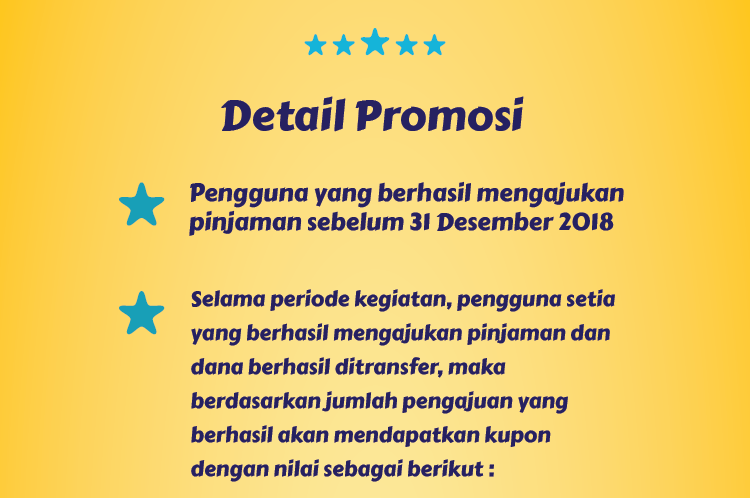 Detail Promosi
Pengguna yang berhasil mengajukan
pinjaman sebelum 31 Desember 2018
Selama periode kegiatan, pengguna setia
yang berhasil mengajukan pinjaman dan
dana berhasil ditransfer, maka
berdasarkan jumlah pengajuan yang
berhasil akan mendapatkan kupon
dengan nilai sebagai berikut :